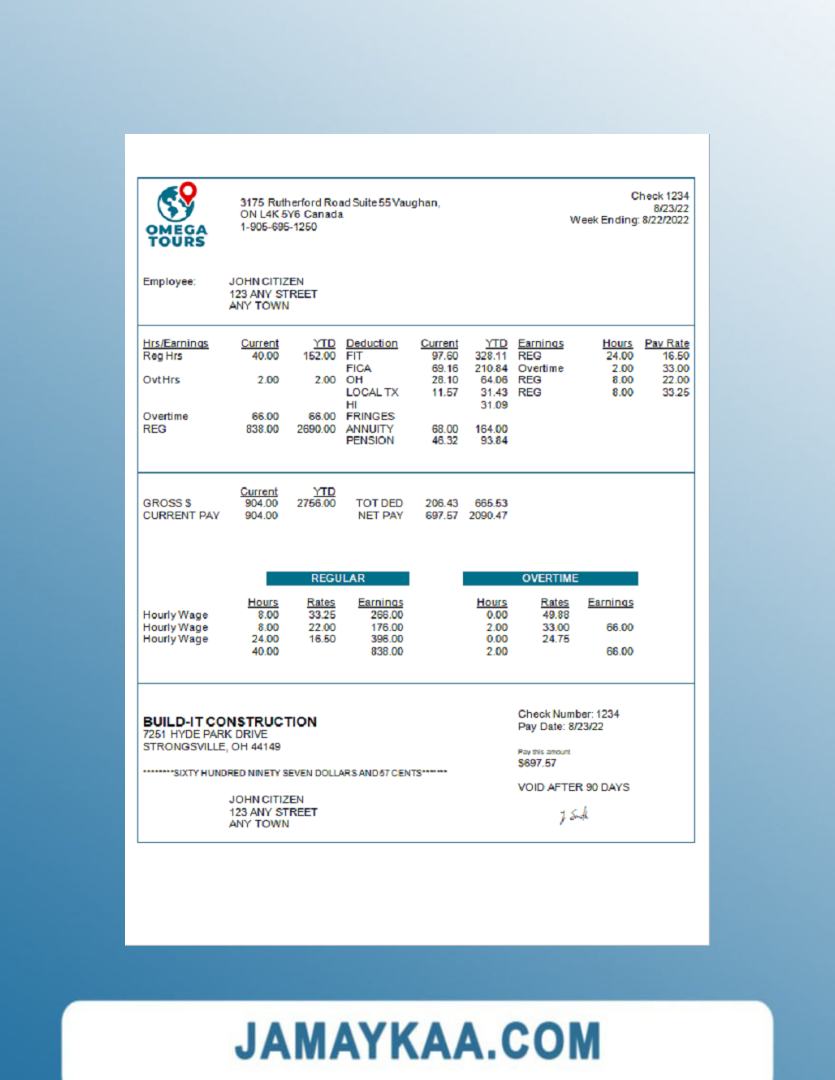 OMEGA
TOURS
3175 Rutherford Road Suite 55 Vaughan,
ON L4K 5Y6 Canada
1-905-695-1250
Check 1234
8/23/22
Week Ending: 8/22/2022
Employee: JOHN CITIZEN
123 ANY STREET
ANY TOWN
Hrs/Earnings Current YTD Deduction Current YTD Earnings Hours Pay Rate
Reg Hrs 40.00 152.00 FIT 97.60 328.11 REG 24.00 16.50
FICA 69.16 210.84 Overtime 2.00 33.00
Ovt Hrs 2.00 2.00 OH 28.10 64.06 REG 8.00 22.00
LOCAL TX 11.57 31.43 REG 8.00 33.25
HI 31.09
Overtime 66.00 66.00 FRINGES
REG 838.00 2690.00 ANNUITY 68.00 164.00
PENSION 46.32 93.84
Current YTD
GROSS $ 904.00 2756.00 TOT DED 206.43 665.53
CURRENT PAY 904.00 NET PAY 697.57 2090.47
REGULAR OVERTIME
Hours Rates Earnings Hours Rates Earnings
Hourly Wage 8.00 33.25 266.00 0.00 49.88
Hourly Wage 8.00 22.00 176.00 2.00 33.00 66.00
Hourly Wage 24.00 16.50 396.00 0.00 24.75
40.00 838.00 2.00 66.00
BUILD-IT CONSTRUCTION
7251 HYDE PARK DRIVE
STRONGSVILLE, OH 44149
Check Number: 1234
Pay Date: 8/23/22
Pay this amount
$697.57
********SIXTY HUNDRED NINETY SEVEN DOLLARS AND 57 CENTS*******
VOID AFTER 90 DAYS
JOHN CITIZEN
123 ANY STREET
ANY TOWN
J. Smith
JAMAYKAA.COM